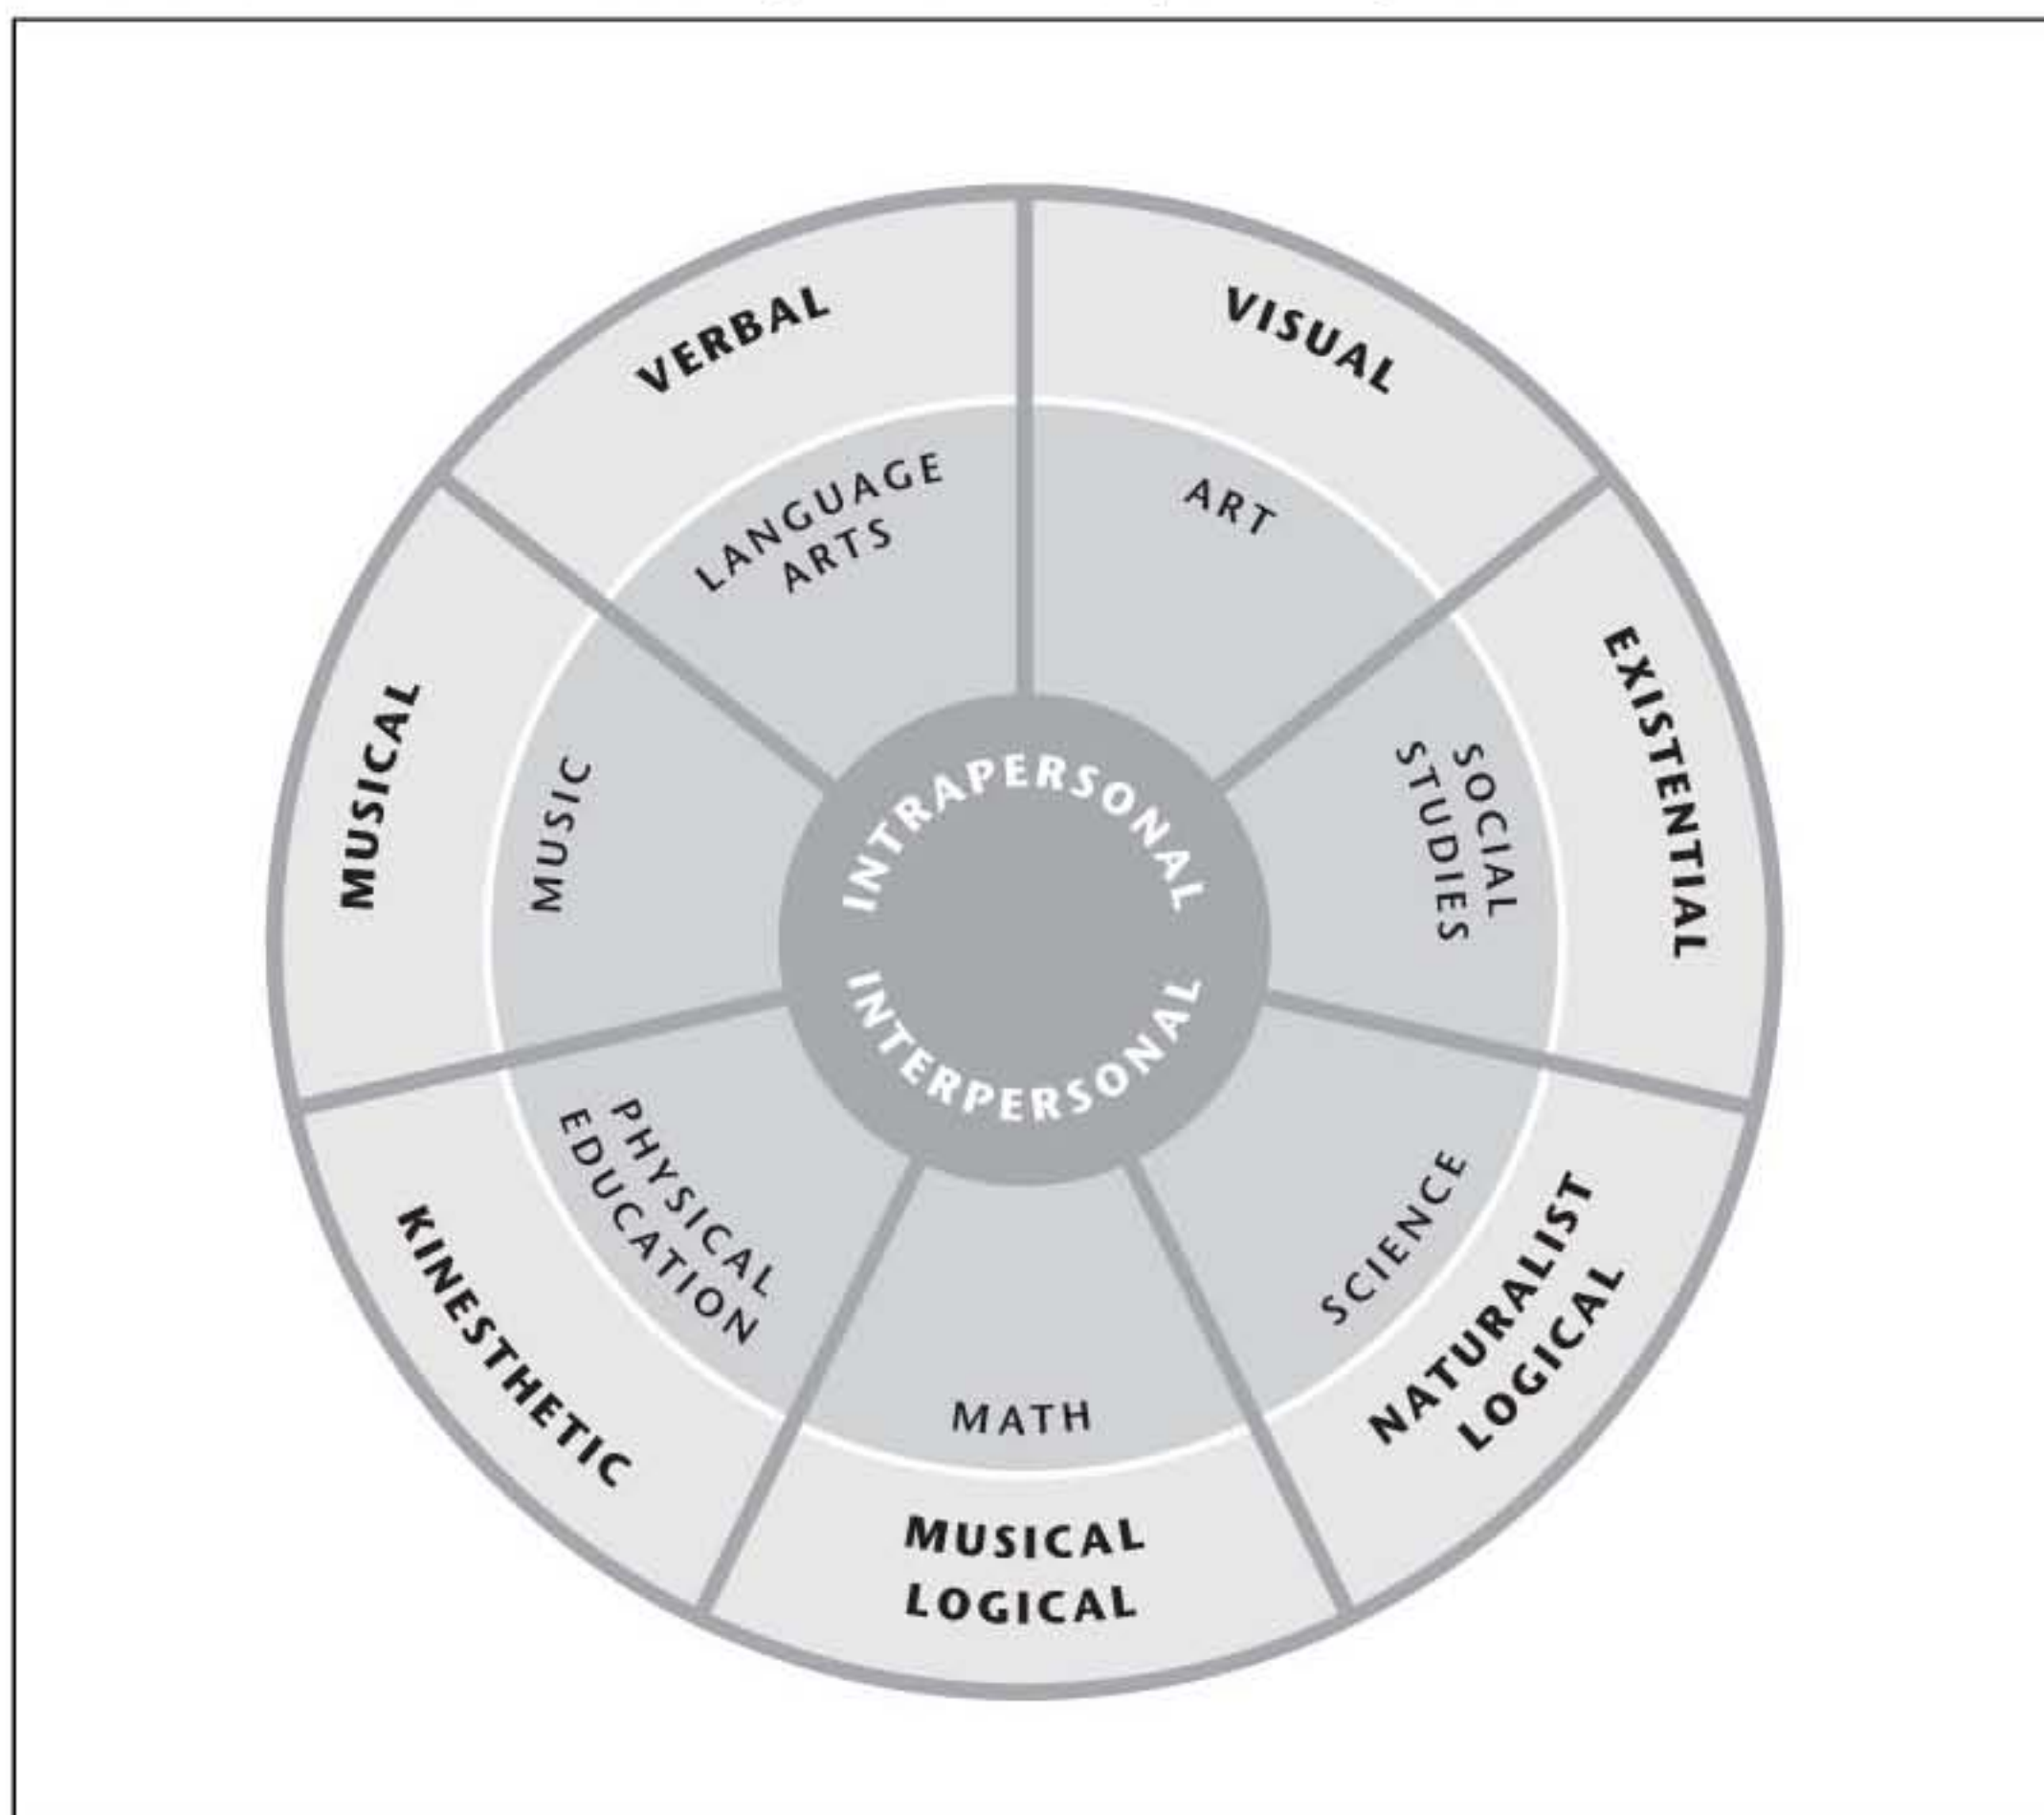 VERBAL
VISUAL
LANGUAGE
ARTS
ART
EXISTENTIAL
SOCIAL
STUDIES
MUSICAL
MUSIC
INTRAPERSONAL
INTERPERSONAL
PHYSICAL
EDUCATION
KINESTHETIC
SCIENCE
NATURALIST
LOGICAL
MATH
MUSICAL
LOGICAL